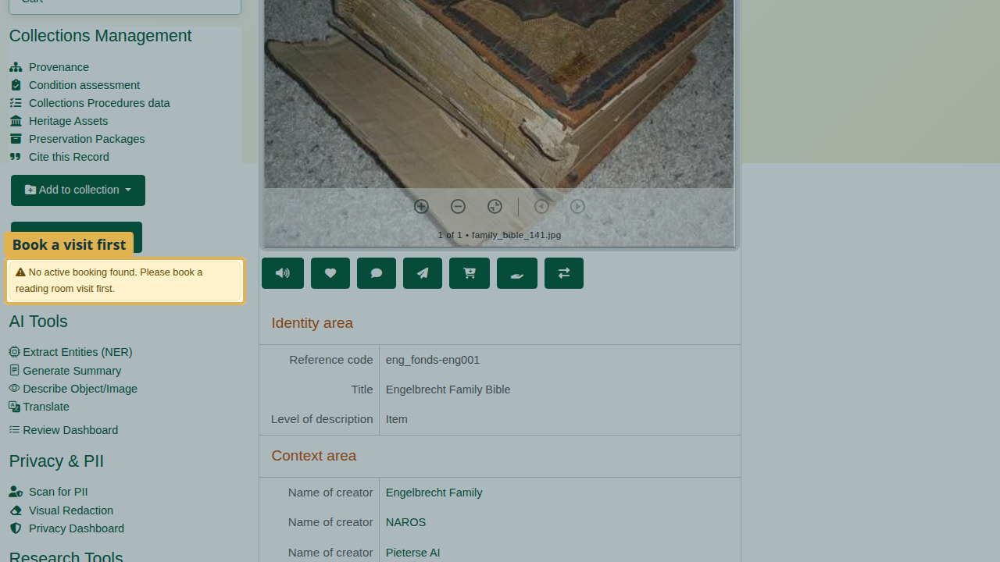 Cart
Collections Management
Provenance
Condition assessment
Collections Procedures data
Heritage Assets
Preservation Packages
Cite this Record
Add to collection
Book a visit first
No active booking found. Please book a
reading room visit first.
AI Tools
Extract Entities (NER)
Generate Summary
Describe Object/Image
Translate
Review Dashboard
Privacy & PII
Scan for PII
Visual Redaction
Privacy Dashboard
Research Tools
1 of 1 • family_bible_141.jpg
Identity area
Reference code eng_fonds-eng001
Title Engelbrecht Family Bible
Level of description Item
Context area
Name of creator Engelbrecht Family
Name of creator NAROS
Name of creator Pieterse AI